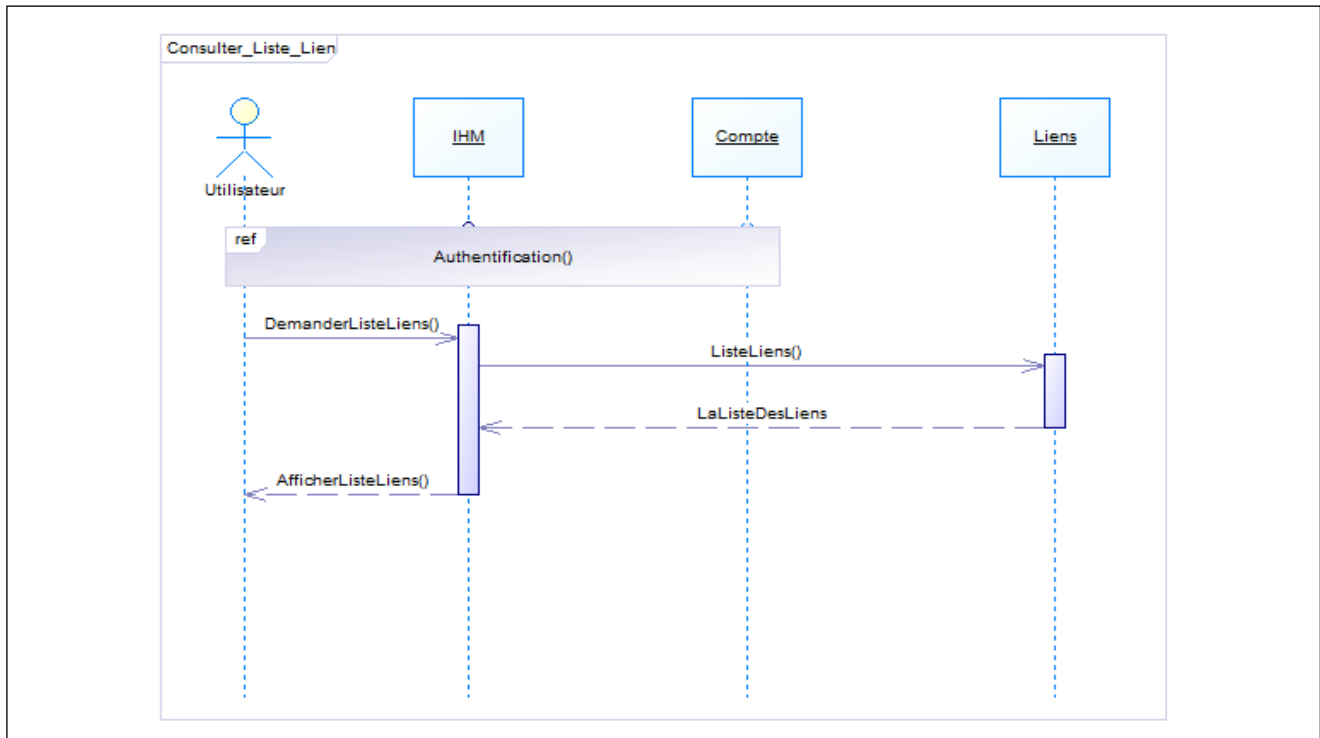 Consulter_Liste_Lien
IHM
Compte
Liens
Utilisateur
ref
Authentification()
DemanderListeLiens()
ListeLiens()
LaListeDesLiens
AfficherListeLiens()